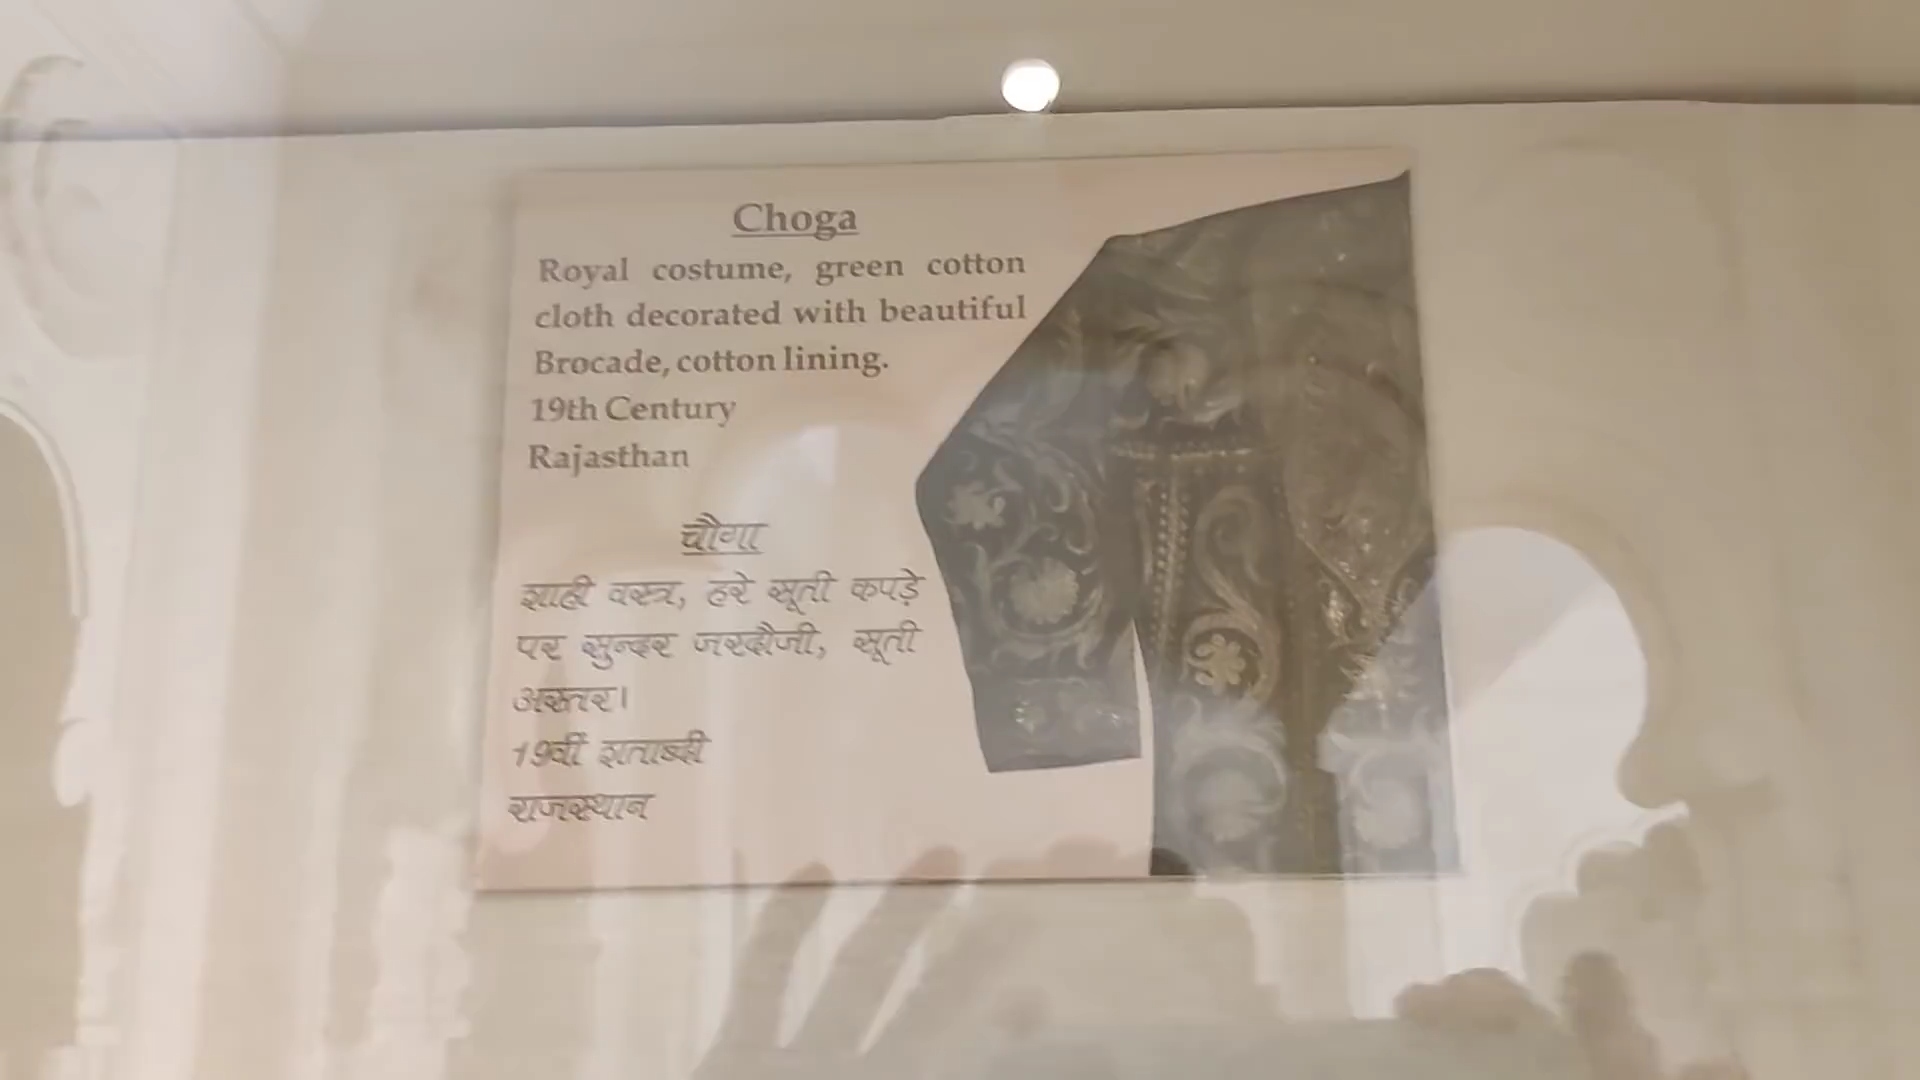 Choga
Royal costume, green cotton
cloth decorated with beautiful
Brocade, cotton lining.
19th Century
Rajasthan
चौगा
शाही वस्त्र, हरे सूती कपड़े
पर सुन्दर जरदौजी, सूती
अस्तर।
19वीं शताब्दी
राजस्थान